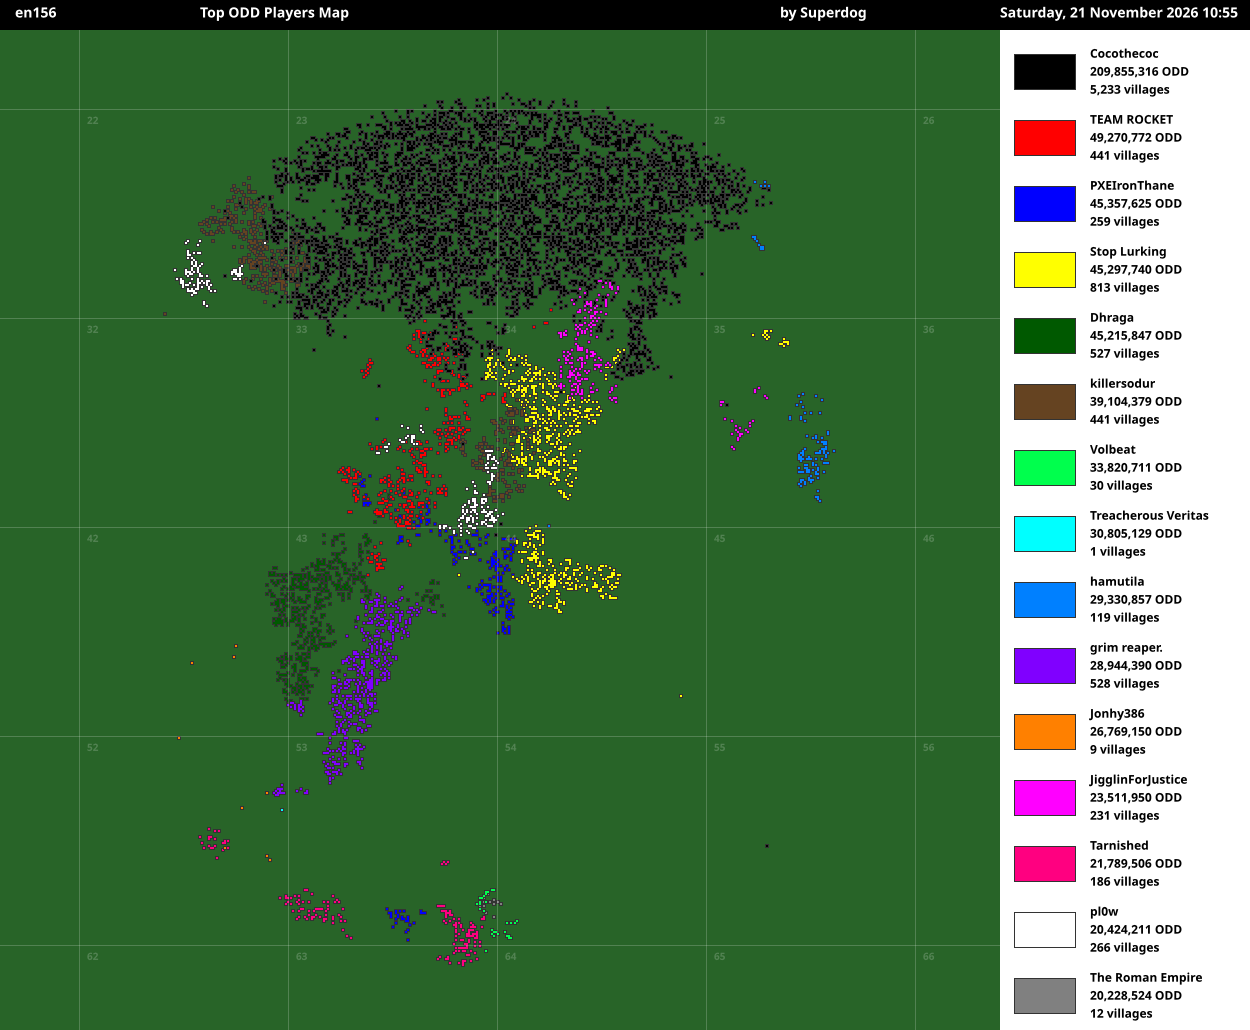 en156
Top ODD Players Map
by Superdog
Saturday, 21 November 2026 10:55
Cocothecoc
209,855,316 ODD
5,233 villages
TEAM ROCKET
49,270,772 ODD
441 villages
PXEIronThane
45,357,625 ODD
259 villages
Stop Lurking
45,297,740 ODD
813 villages
Dhraga
45,215,847 ODD
527 villages
killersodur
39,104,379 ODD
441 villages
Volbeat
33,820,711 ODD
30 villages
Treacherous Veritas
30,805,129 ODD
1 villages
hamutila
29,330,857 ODD
119 villages
grim reaper.
28,944,390 ODD
528 villages
Jonhy386
26,769,150 ODD
9 villages
JigglinForJustice
23,511,950 ODD
231 villages
Tarnished
21,789,506 ODD
186 villages
pl0w
20,424,211 ODD
266 villages
The Roman Empire
20,228,524 ODD
12 villages
22
23
25
26
32
33
34
35
36
42
43
45
46
52
53
54
55
56
62
63
64
65
66